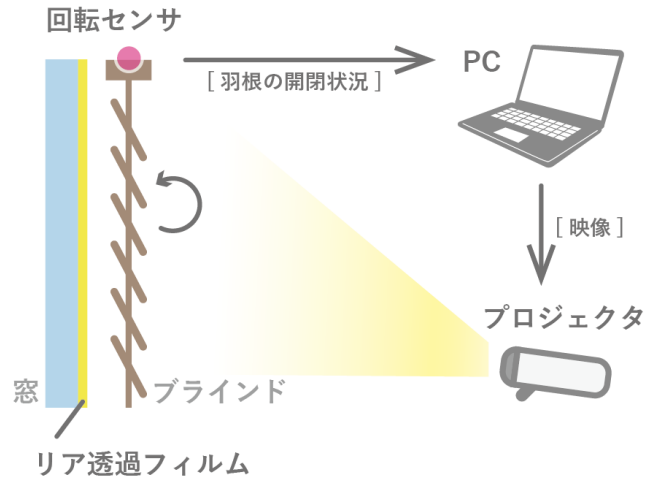 回転センサ
PC
[ 羽根の開閉状況 ]
[ 映像 ]
プロジェクタ
窓
ブラインド
リア透過フィルム